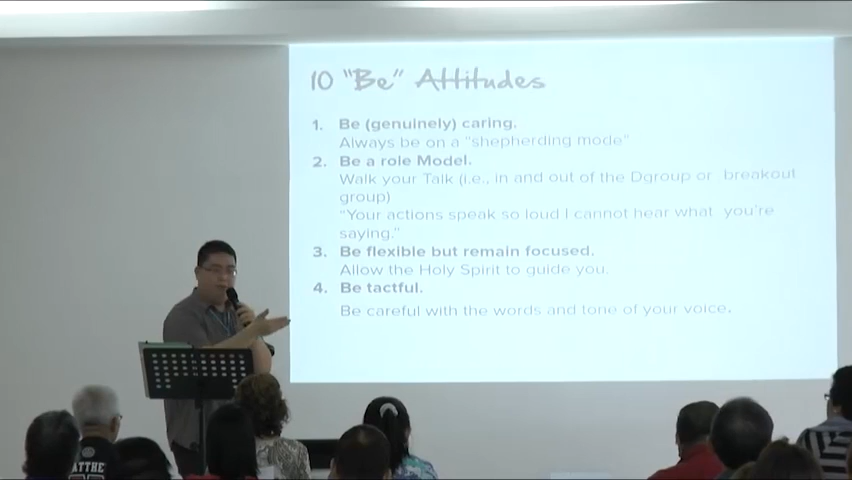 10 "Be" Attitudes
1. Be (genuinely) caring.
Always be on a "shepherding mode"
2. Be a role Model.
Walk your Talk (i.e., in and out of the Dgroup or breakout
group)
"Your actions speak so loud I cannot hear what you're
saying."
3. Be flexible but remain focused.
Allow the Holy Spirit to guide you.
4. Be tactful.
Be careful with the words and tone of your voice.
MATTHE